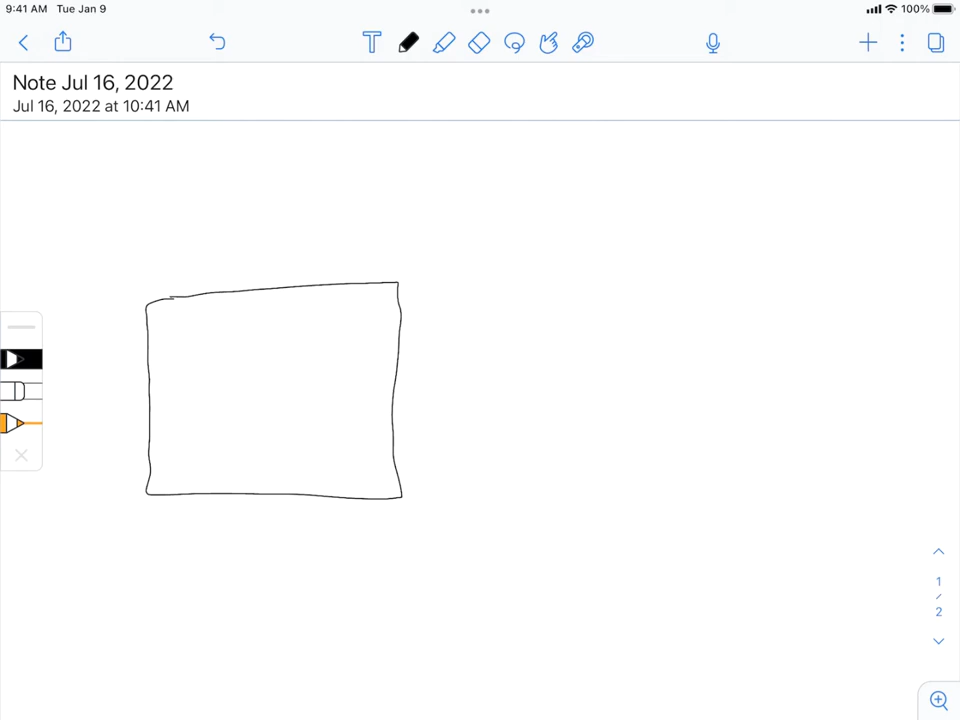 9:41 AM Tue Jan 9
100%
T
Note Jul 16, 2022
Jul 16, 2022 at 10:41 AM
1
/
2